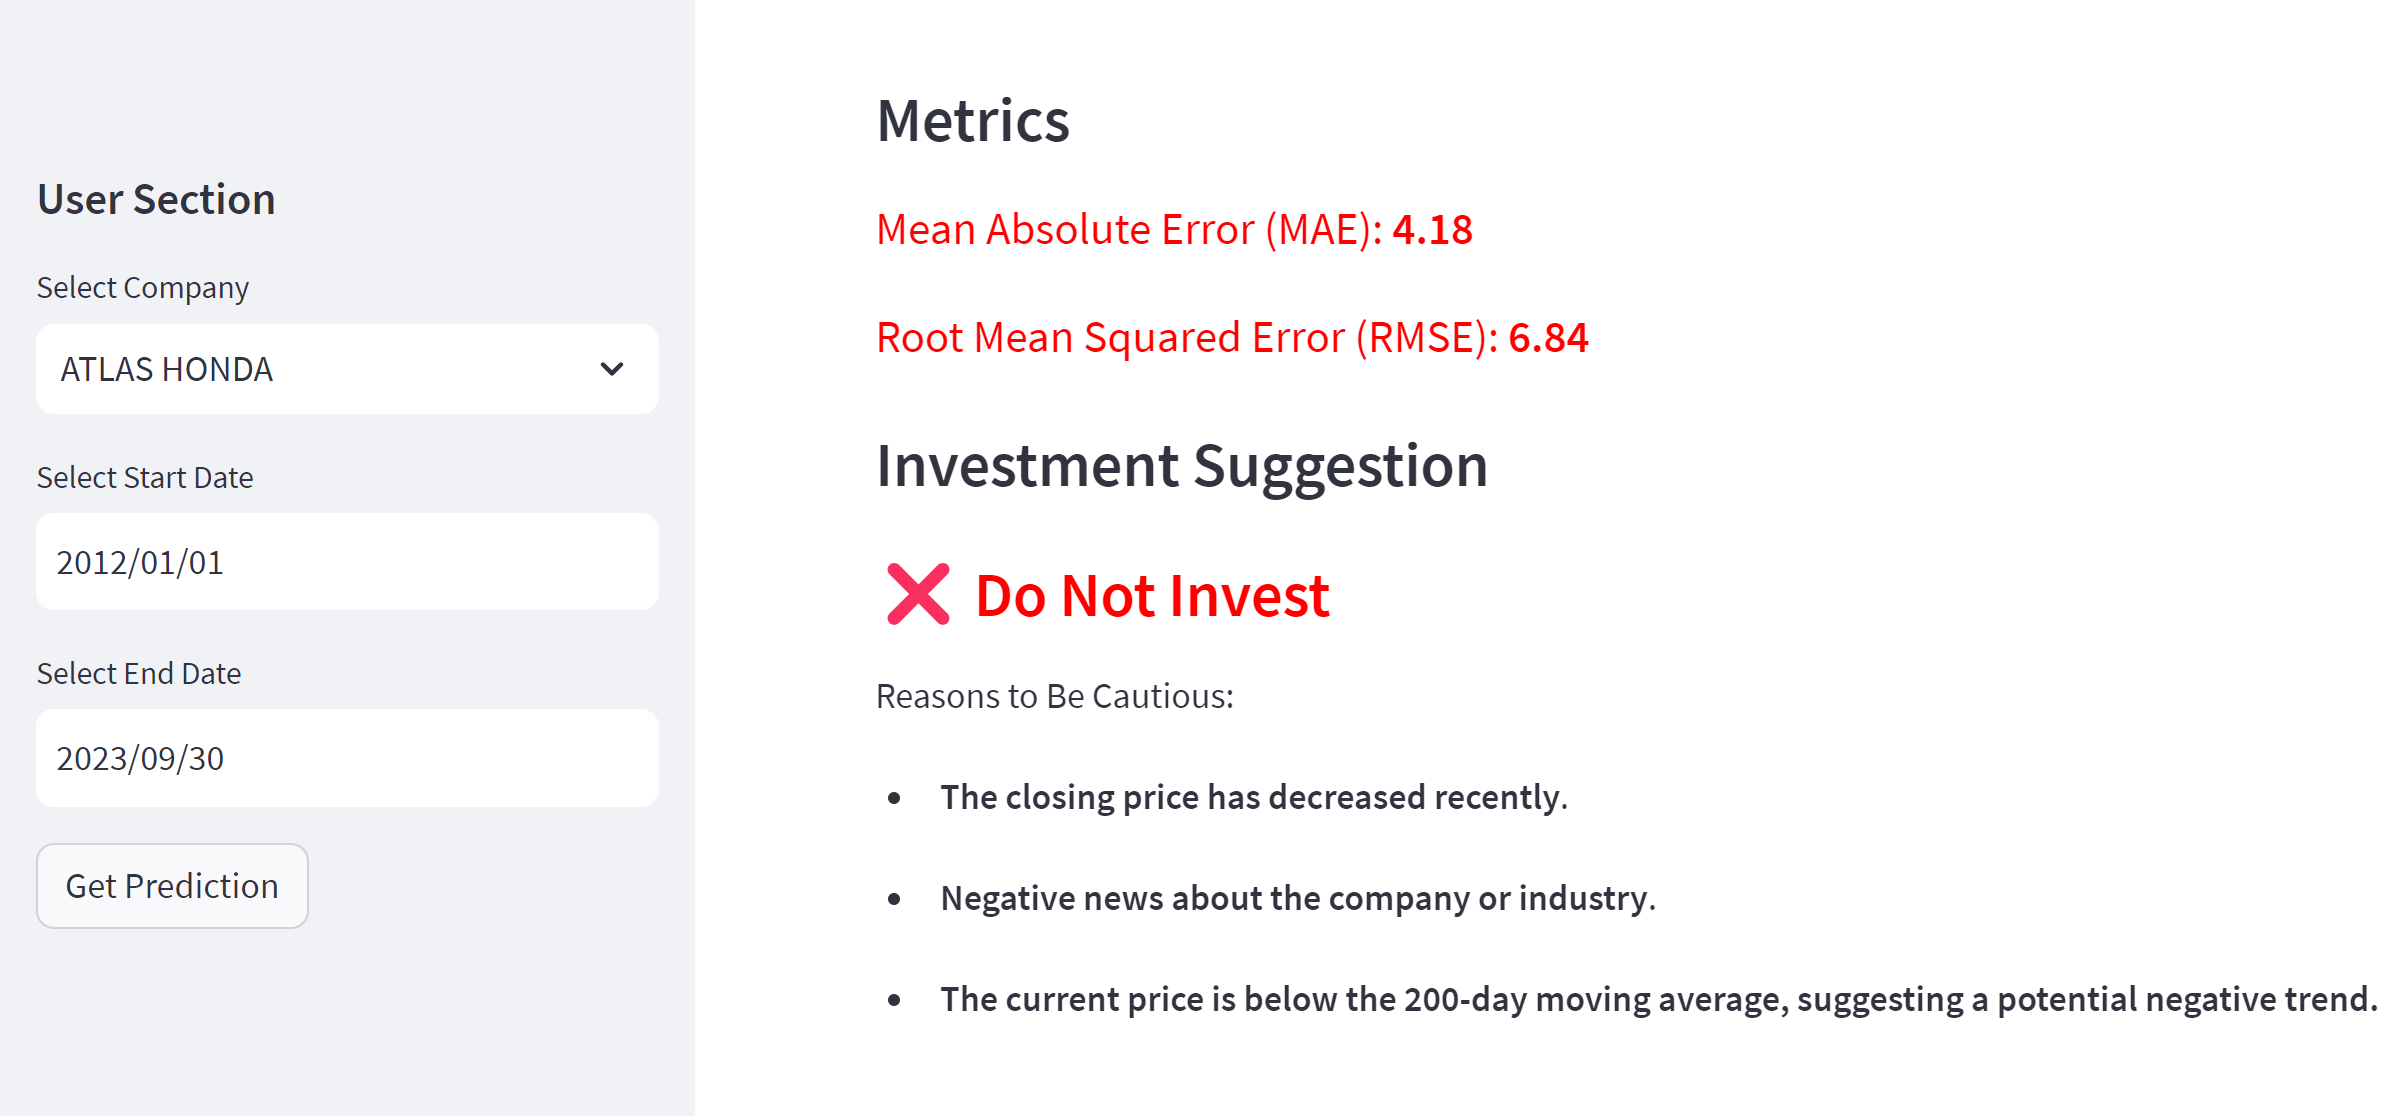 User Section
Select Company
ATLAS HONDA
Select Start Date
2012/01/01
Select End Date
2023/09/30
Get Prediction
Metrics
Mean Absolute Error (MAE): 4.18
Root Mean Squared Error (RMSE): 6.84
Investment Suggestion
❌ Do Not Invest
Reasons to Be Cautious:
• The closing price has decreased recently.
• Negative news about the company or industry.
• The current price is below the 200-day moving average, suggesting a potential negative trend.